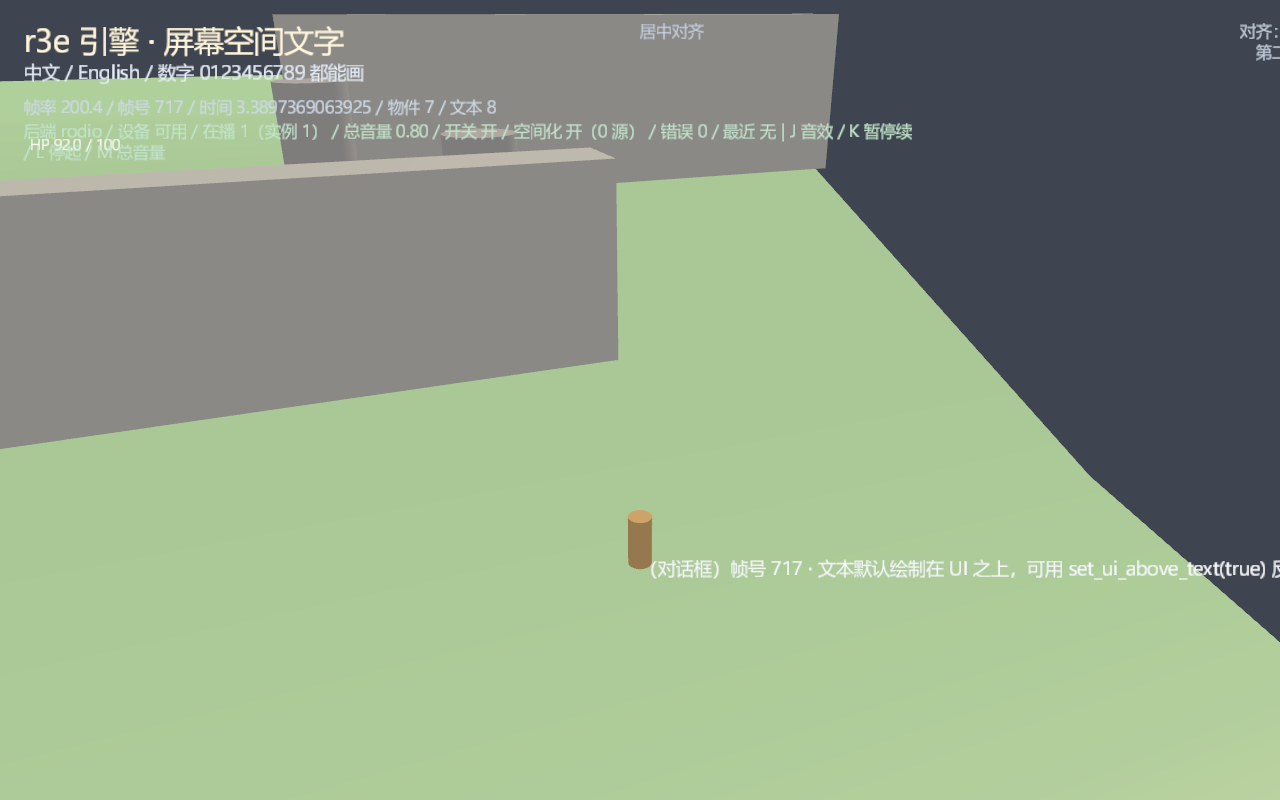 r3e 引擎 · 屏幕空间文字
居中对齐
对齐:
第二
中文 / English / 数字 0123456789 都能画
帧率 200.4 / 帧号 717 / 时间 3.3897369063925 / 物件 7 / 文本 8
后端 rodio / 设备 可用 / 在播 1（实例 1） / 总音量 0.80 / 开关 开 / 空间化 开（0 源） / 错误 0 / 最近 无 | J 音效 / K 暂停续
/ L 停起 / M 总音量
HP 92.0 / 100
（对话框）帧号 717 · 文本默认绘制在 UI 之上，可用 set_ui_above_text(true)